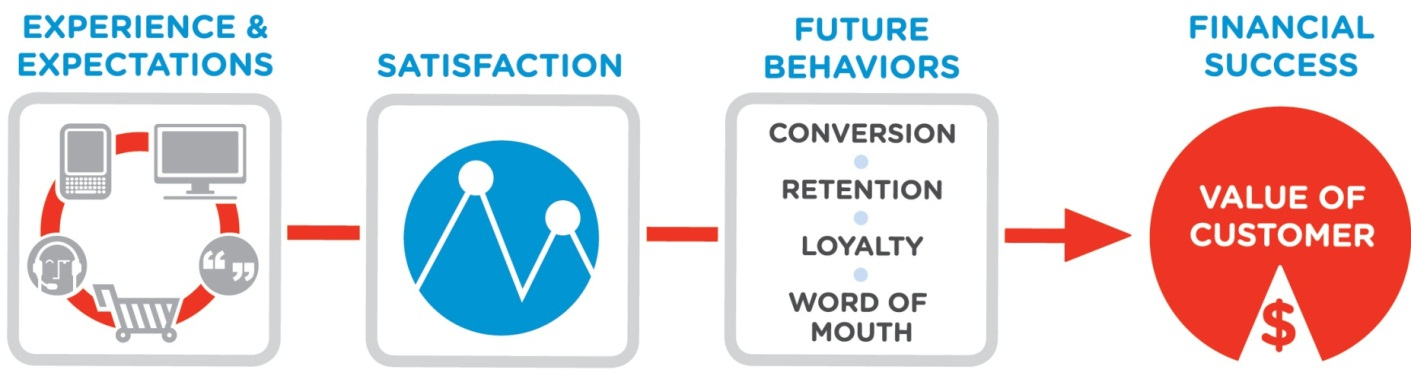 EXPERIENCE &
EXPECTATIONS
SATISFACTION
FUTURE
BEHAVIORS
CONVERSION
RETENTION
LOYALTY
WORD OF
MOUTH
FINANCIAL
SUCCESS
VALUE OF
CUSTOMER
$